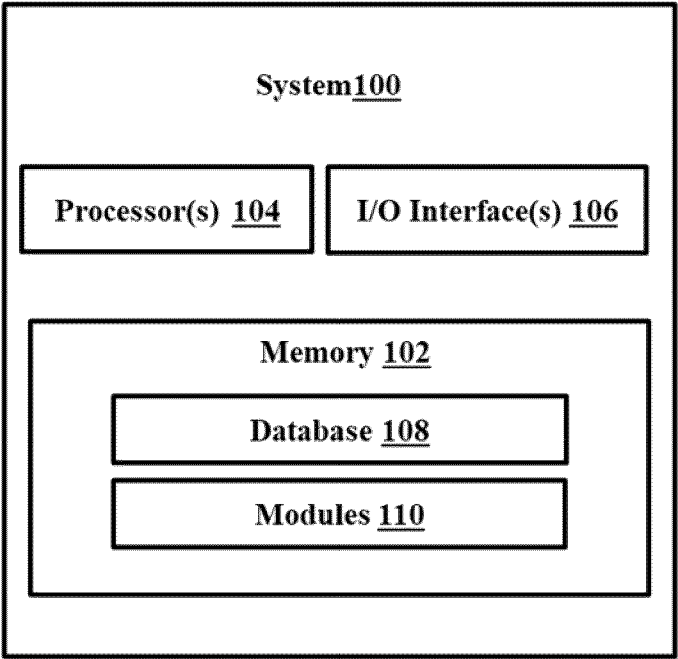 System100
Processor(s) 104
I/O Interface(s) 106
Memory 102
Database 108
Modules 110